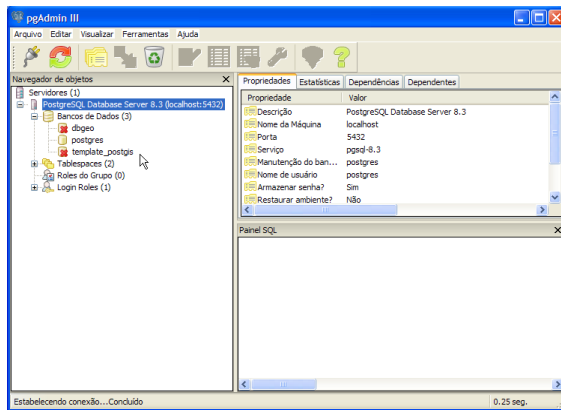 pgAdmin III
Arquivo Editar Visualizar Ferramentas Ajuda
Navegador de objetos
Servidores (1)
PostgreSQL Database Server 8.3 (localhost:5432)
Bancos de Dados (3)
dbgeo
postgres
template_postgis
Tablespaces (2)
Roles do Grupo (0)
Login Roles (1)
Propriedades Estatísticas Dependências Dependentes
Propriedade Valor
Descrição PostgreSQL Database Server 8.3
Nome da Máquina localhost
Porta 5432
Serviço pgsql-8.3
Manutenção do ban... postgres
Nome de usuário postgres
Armazenar senha? Sim
Restaurar ambiente? Não
Painel SQL
Estabelecendo conexão...Concluído 0.25 seg.